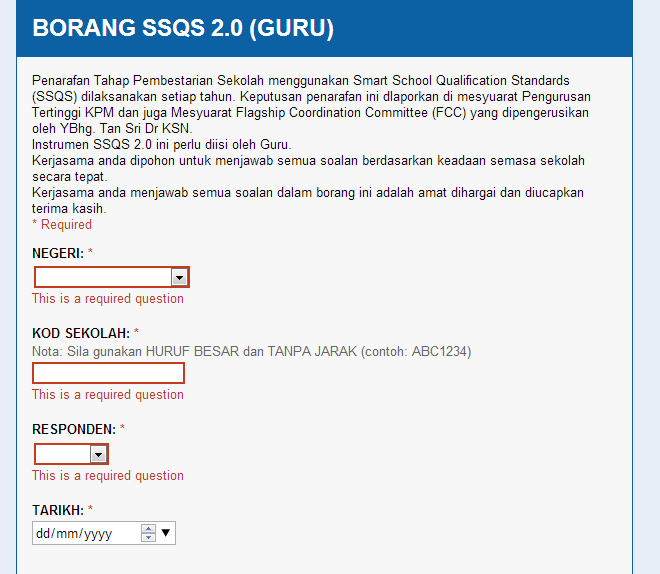 BORANG SSQS 2.0 (GURU)
Penarafan Tahap Pembestarian Sekolah menggunakan Smart School Qualification Standards
(SSQS) dilaksanakan setiap tahun. Keputusan penarafan ini dlaporkan di mesyuarat Pengurusan
Tertinggi KPM dan juga Mesyuarat Flagship Coordination Committee (FCC) yang dipengerusikan
oleh YBhg. Tan Sri Dr KSN.
Instrumen SSQS 2.0 ini perlu diisi oleh Guru.
Kerjasama anda dipohon untuk menjawab semua soalan berdasarkan keadaan semasa sekolah
secara tepat.
Kerjasama anda menjawab semua soalan dalam borang ini adalah amat dihargai dan diucapkan
terima kasih.
* Required
NEGERI: *
This is a required question
KOD SEKOLAH: *
Nota: Sila gunakan HURUF BESAR dan TANPA JARAK (contoh: ABC1234)
This is a required question
RESPONDEN: *
This is a required question
TARIKH: *
dd/mm/yyyy